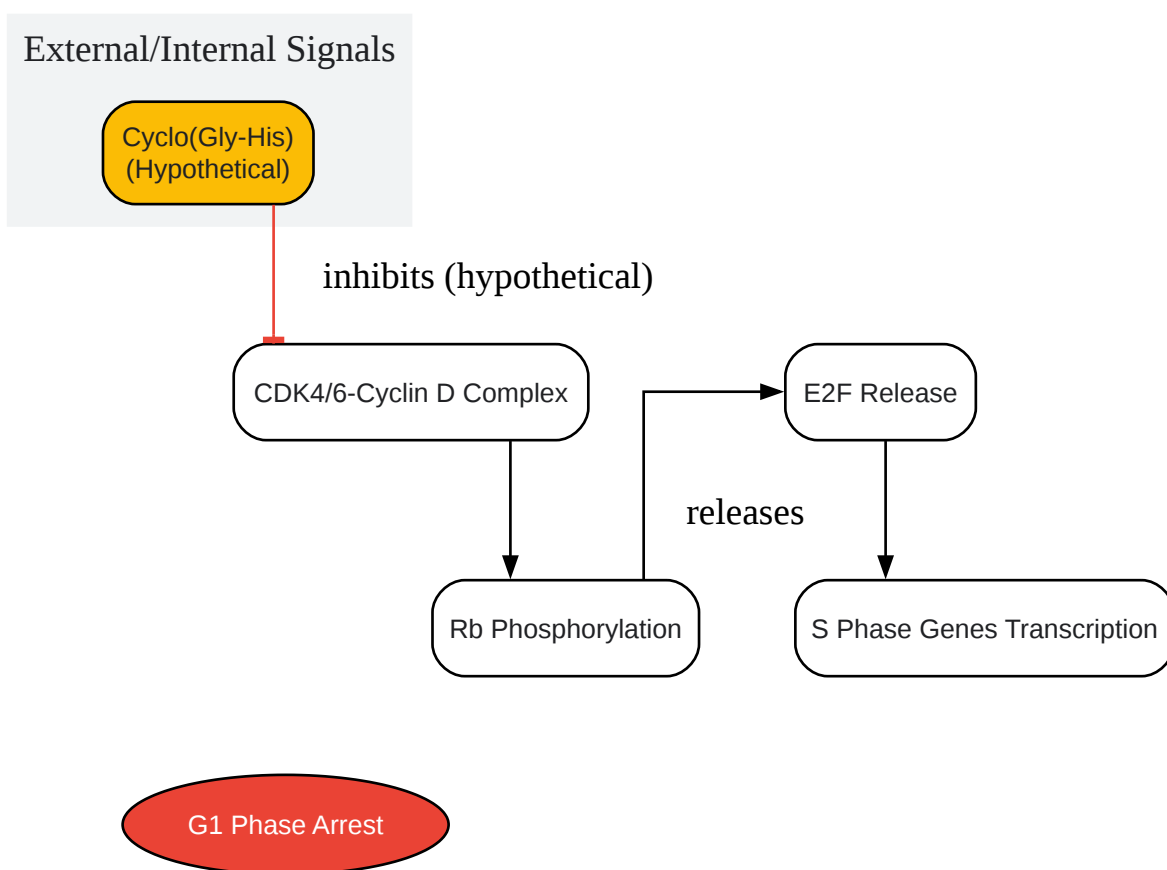 External/Internal Signals
Cyclo(Gly-His)
(Hypothetical)
inhibits (hypothetical)
CDK4/6-Cyclin D Complex
E2F Release
releases
Rb Phosphorylation
S Phase Genes Transcription
G1 Phase Arrest